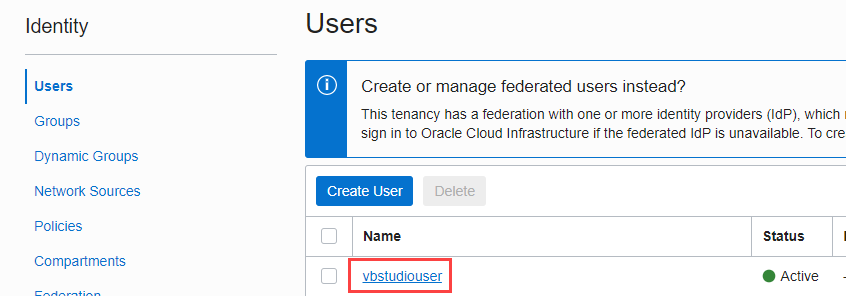 Identity
Users
Groups
Dynamic Groups
Network Sources
Policies
Compartments
Federation
Users
Create or manage federated users instead?
This tenancy has a federation with one or more identity providers (IdP), which
sign in to Oracle Cloud Infrastructure if the federated IdP is unavailable. To cre
Create User
Delete
Name
Status
vbstudiouser
Active
-